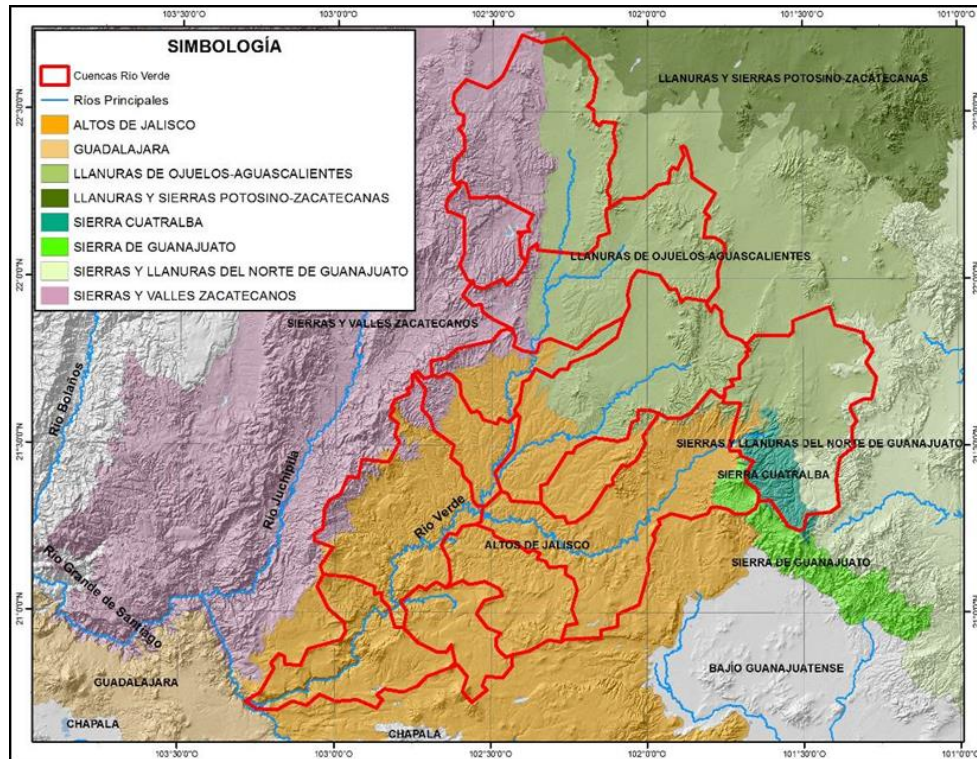 103°30'0"O 103°0'0"O 102°30'0"O 102°0'0"O 101°30'0"O 101°0'0"O
SIMBOLOGÍA
Cuencas Río Verde
Ríos Principales
ALTOS DE JALISCO
GUADALAJARA
LLANURAS DE OJUELOS-AGUASCALIENTES
LLANURAS Y SIERRAS POTOSINO-ZACATECANAS
SIERRA CUATRALBA
SIERRA DE GUANAJUATO
SIERRAS Y LLANURAS DEL NORTE DE GUANAJUATO
SIERRAS Y VALLES ZACATECANOS
LLANURAS Y SIERRAS POTOSINO-ZACATECANAS
22°30'0"N
22°0'0"N
LLANURAS DE OJUELOS-AGUASCALIENTES
SIERRAS Y VALLES ZACATECANOS
Río Bolaños
21°30'0"N
SIERRAS Y LLANURAS DEL NORTE DE GUANAJUATO
SIERRA CUATRALBA
Río Juchipila
Río Verde
ALTOS DE JALISCO
SIERRA DE GUANAJUATO
Río Grande de Santiago
21°0'0"N
GUADALAJARA
BAJÍO GUANAJUATENSE
CHAPALA
CHAPALA
103°30'0"O 103°0'0"O 102°30'0"O 102°0'0"O 101°30'0"O 101°0'0"O